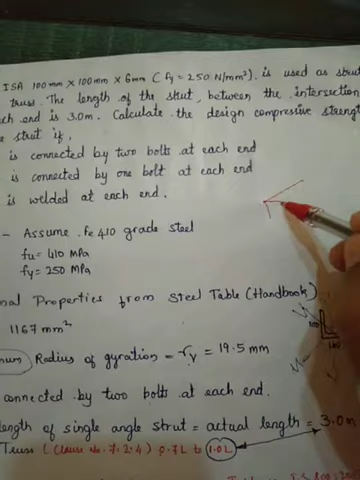 ISA 100mm × 100mm × 6mm ( fy = 250 N/mm²). is used as strut
truss. The length of the strut, between the intersection
each end is 3.0m. Calculate the design compressive strength
strut if,
is connected by two bolts at each end
is connected by one bolt at each end
is welded at each end.
– Assume Fe 410 grade steel
fu = 410 MPa
fy = 250 MPa
nal Properties from Steel Table (Handbook)
1167 mm²
num Radius of gyration = rv = 19.5 mm
connected by two bolts at each end.
length of single angle strut = actual length = 3.0m
Truss (Clause No. 7.2.4) 0.7L to 1.0L